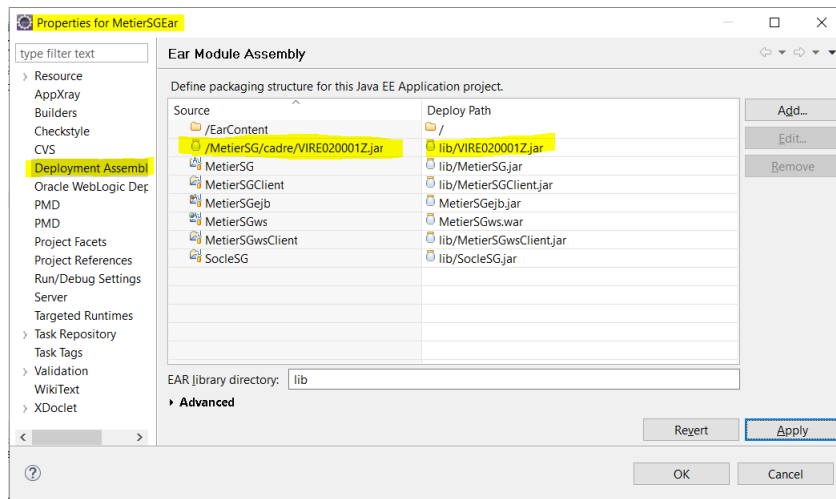 Properties for MetierSGEar
type filter text
Ear Module Assembly
Resource
AppXray
Builders
Checkstyle
CVS
Deployment Assembl
Oracle WebLogic Dep
PMD
PMD
Project Facets
Project References
Run/Debug Settings
Server
Targeted Runtimes
Task Repository
Task Tags
Validation
WikiText
XDoclet
Define packaging structure for this Java EE Application project.
Source Deploy Path
/EarContent /
/MetierSG/cadre/VIRE020001Z.jar lib/VIRE020001Z.jar
MetierSG lib/MetierSG.jar
MetierSGClient lib/MetierSGClient.jar
MetierSGejb MetierSGejb.jar
MetierSGws MetierSGws.war
MetierSGwsClient lib/MetierSGwsClient.jar
SocleSG lib/SocleSG.jar
Add...
Edit...
Remove
EAR library directory: lib
Advanced
Revert Apply
OK Cancel